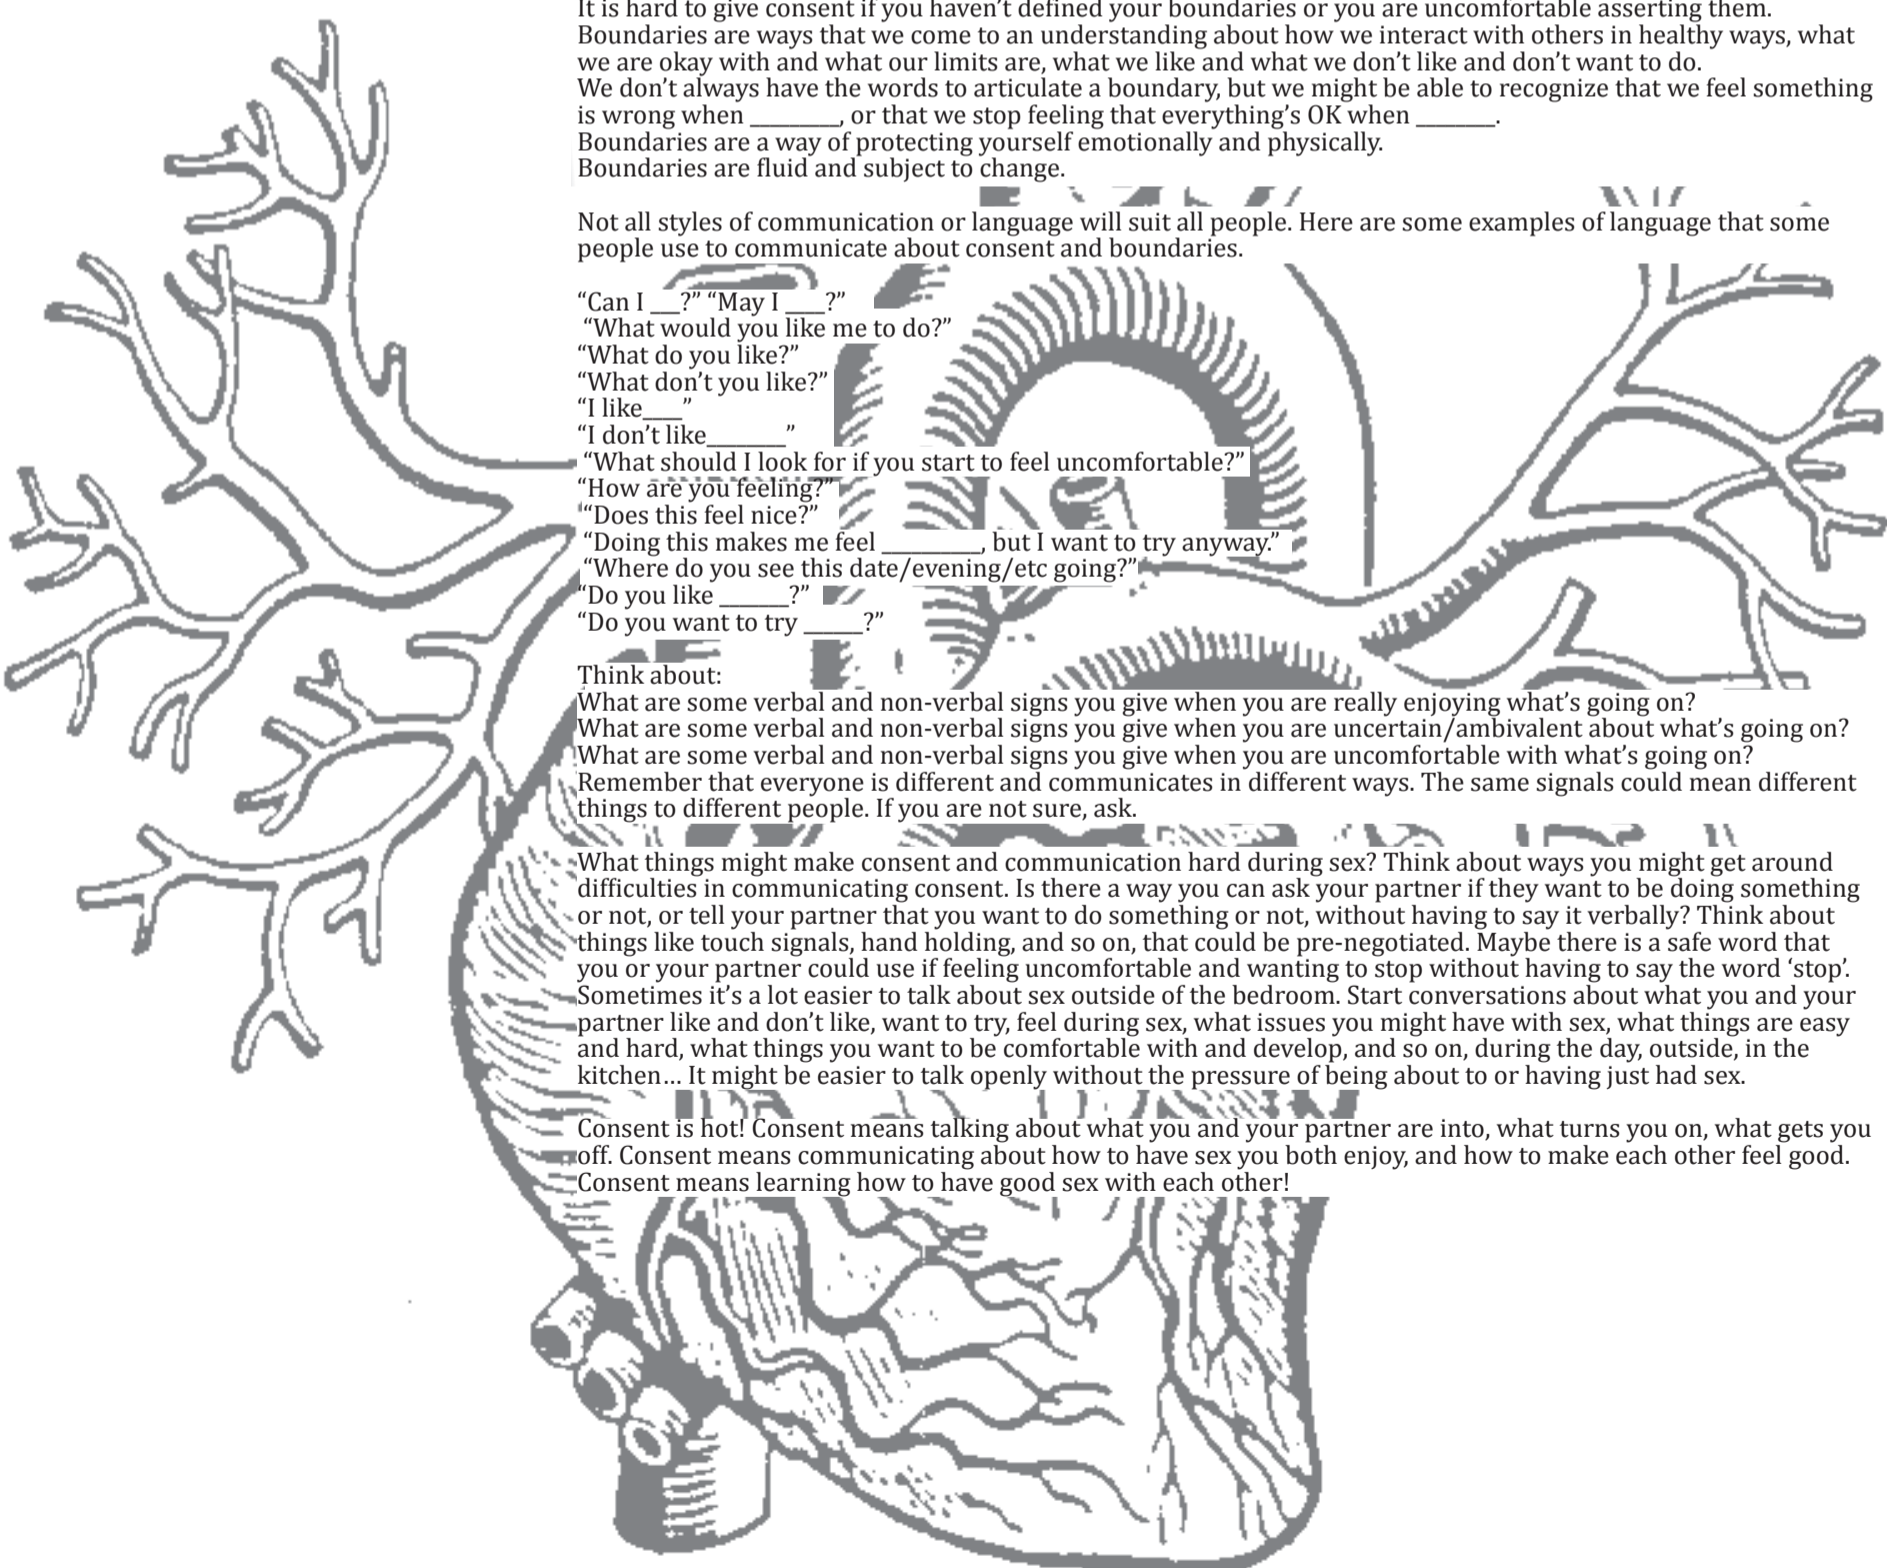 It is hard to give consent if you haven't defined your boundaries or you are uncomfortable asserting them.
Boundaries are ways that we come to an understanding about how we interact with others in healthy ways, what
we are okay with and what our limits are, what we like and what we don't like and don't want to do.
We don't always have the words to articulate a boundary, but we might be able to recognize that we feel something
is wrong when _________, or that we stop feeling that everything's OK when ________.
Boundaries are a way of protecting yourself emotionally and physically.
Boundaries are fluid and subject to change.
Not all styles of communication or language will suit all people. Here are some examples of language that some
people use to communicate about consent and boundaries.
“Can I ___?” “May I ____?”
“What would you like me to do?”
“What do you like?”
“What don't you like?”
“I like____”
“I don't like________”
“What should I look for if you start to feel uncomfortable?”
“How are you feeling?”
“Does this feel nice?”
“Doing this makes me feel __________, but I want to try anyway.”
“Where do you see this date/evening/etc going?”
“Do you like _______?”
“Do you want to try ______?”
Think about:
What are some verbal and non-verbal signs you give when you are really enjoying what's going on?
What are some verbal and non-verbal signs you give when you are uncertain/ambivalent about what's going on?
What are some verbal and non-verbal signs you give when you are uncomfortable with what's going on?
Remember that everyone is different and communicates in different ways. The same signals could mean different
things to different people. If you are not sure, ask.
What things might make consent and communication hard during sex? Think about ways you might get around
difficulties in communicating consent. Is there a way you can ask your partner if they want to be doing something
or not, or tell your partner that you want to do something or not, without having to say it verbally? Think about
things like touch signals, hand holding, and so on, that could be pre-negotiated. Maybe there is a safe word that
you or your partner could use if feeling uncomfortable and wanting to stop without having to say the word ‘stop’.
Sometimes it's a lot easier to talk about sex outside of the bedroom. Start conversations about what you and your
partner like and don't like, want to try, feel during sex, what issues you might have with sex, what things are easy
and hard, what things you want to be comfortable with and develop, and so on, during the day, outside, in the
kitchen… It might be easier to talk openly without the pressure of being about to or having just had sex.
Consent is hot! Consent means talking about what you and your partner are into, what turns you on, what gets you
off. Consent means communicating about how to have sex you both enjoy, and how to make each other feel good.
Consent means learning how to have good sex with each other!